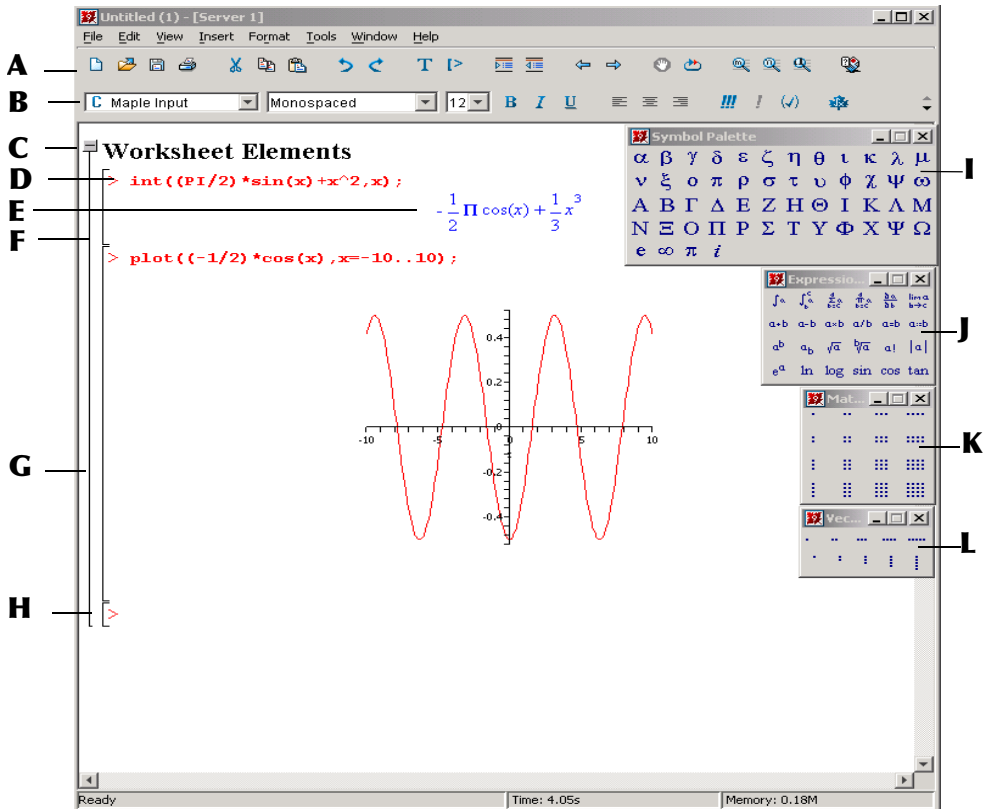 Untitled (1) - [Server 1]
File Edit View Insert Format Tools Window Help
A
B
C Maple Input
Monospaced
12
B I U
!!! ! (√)
C
Worksheet Elements
D
> int((PI/2)*sin(x)+x^2,x);
E
- 1/2 Π cos(x) + 1/3 x^3
F
> plot((-1/2)*cos(x),x=-10..10);
0.4
0.2
-10 -5 0 5 10
-0.2
-0.4
G
H
>
Symbol Palette
α β γ δ ε ζ η θ ι κ λ μ
ν ξ ο π ρ σ τ υ φ χ ψ ω
Α Β Γ Δ Ε Ζ Η Θ Ι Κ Λ Μ
Ν Ξ Ο Π Ρ Σ Τ Υ Φ Χ Ψ Ω
e ∞ π i
I
Expressio...
∫a
lim a b→c
a+b a-b a×b a/b a=b a:=b
a^b a_b √a ᵇ√a a! |a|
e^a ln log sin cos tan
J
Mat...
K
Vec...
L
Ready
Time: 4.05s
Memory: 0.18M